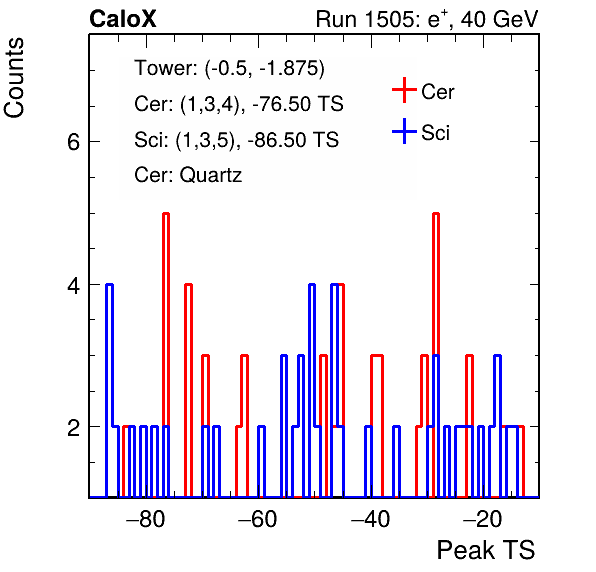 CaloX Run 1505: e⁺, 40 GeV
Counts
Tower: (-0.5, -1.875)
Cer: (1,3,4), -76.50 TS
Sci: (1,3,5), -86.50 TS
Cer: Quartz
Cer
Sci
6
4
2
−80 −60 −40 −20
Peak TS